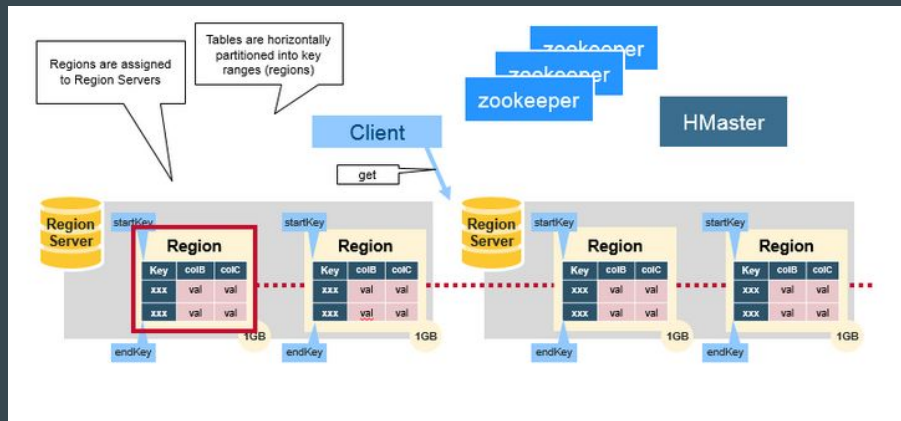 Regions are assigned
to Region Servers
Tables are horizontally
partitioned into key
ranges (regions)
zookeeper
zookeeper
zookeeper
HMaster
Client
get
Region
Server
startKey
Region
Key colB colC
xxx val val
xxx val val
endKey
1GB
startKey
Region
Key colB colC
xxx val val
xxx val val
endKey
1GB
Region
Server
startKey
Region
Key colB colC
xxx val val
xxx val val
endKey
1GB
startKey
Region
Key colB colC
xxx val val
xxx val val
endKey
1GB